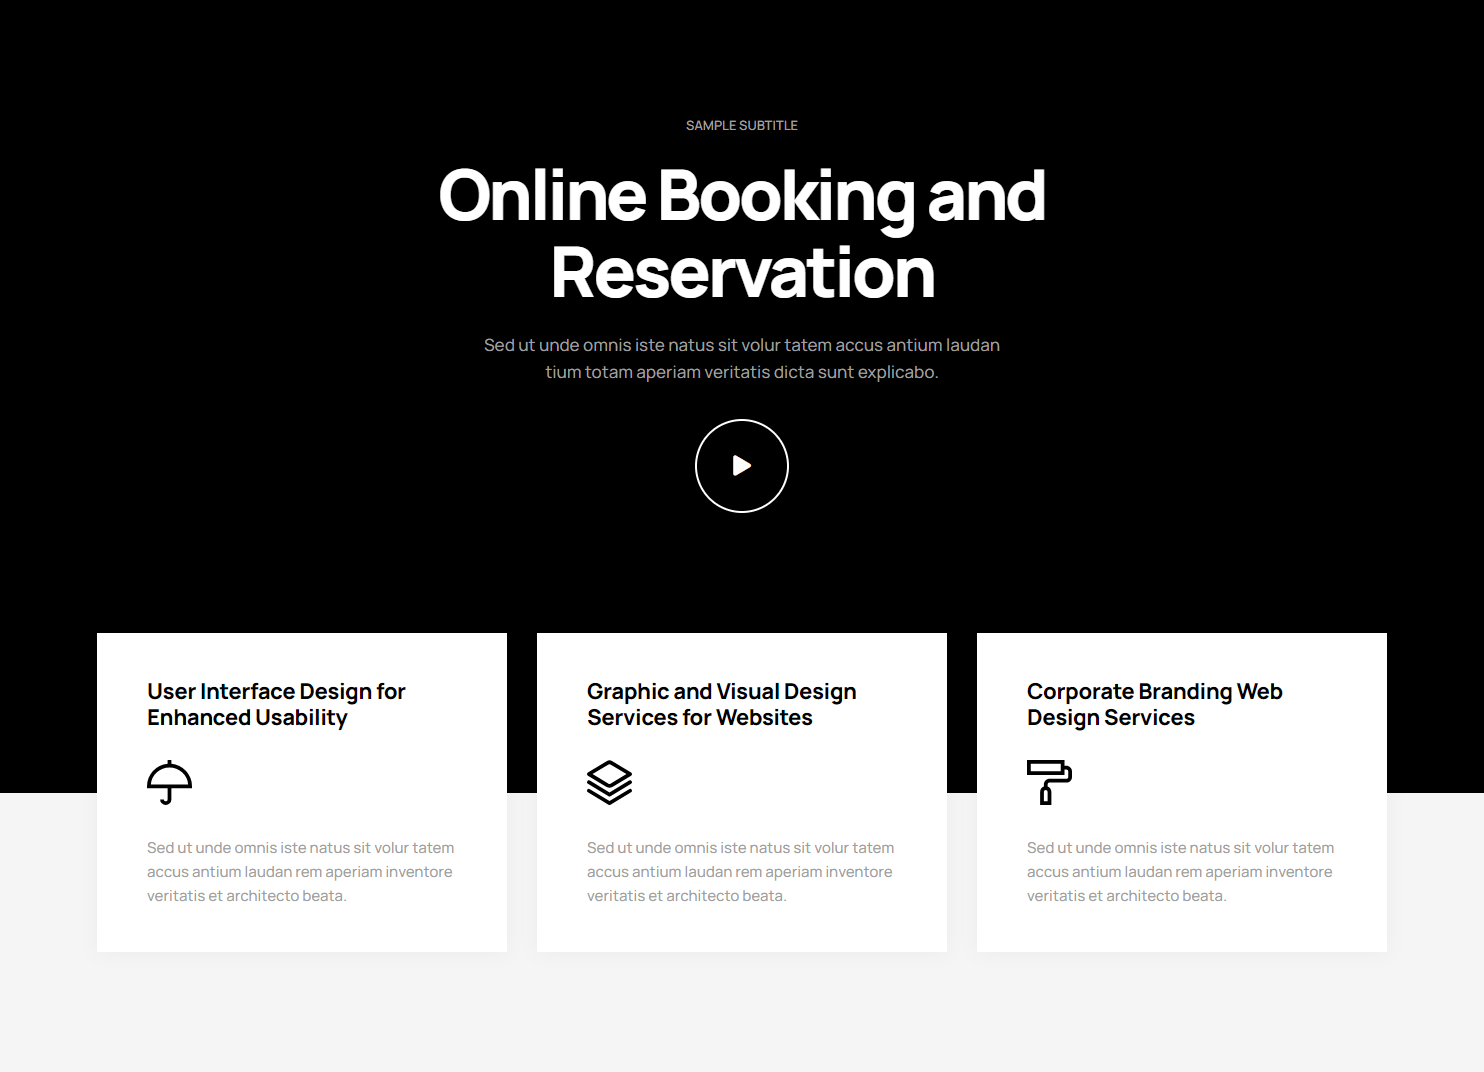 SAMPLE SUBTITLE
Online Booking and
Reservation
Sed ut unde omnis iste natus sit volur tatem accus antium laudan
tium totam aperiam veritatis dicta sunt explicabo.
User Interface Design for
Enhanced Usability
Sed ut unde omnis iste natus sit volur tatem
accus antium laudan rem aperiam inventore
veritatis et architecto beata.
Graphic and Visual Design
Services for Websites
Sed ut unde omnis iste natus sit volur tatem
accus antium laudan rem aperiam inventore
veritatis et architecto beata.
Corporate Branding Web
Design Services
Sed ut unde omnis iste natus sit volur tatem
accus antium laudan rem aperiam inventore
veritatis et architecto beata.